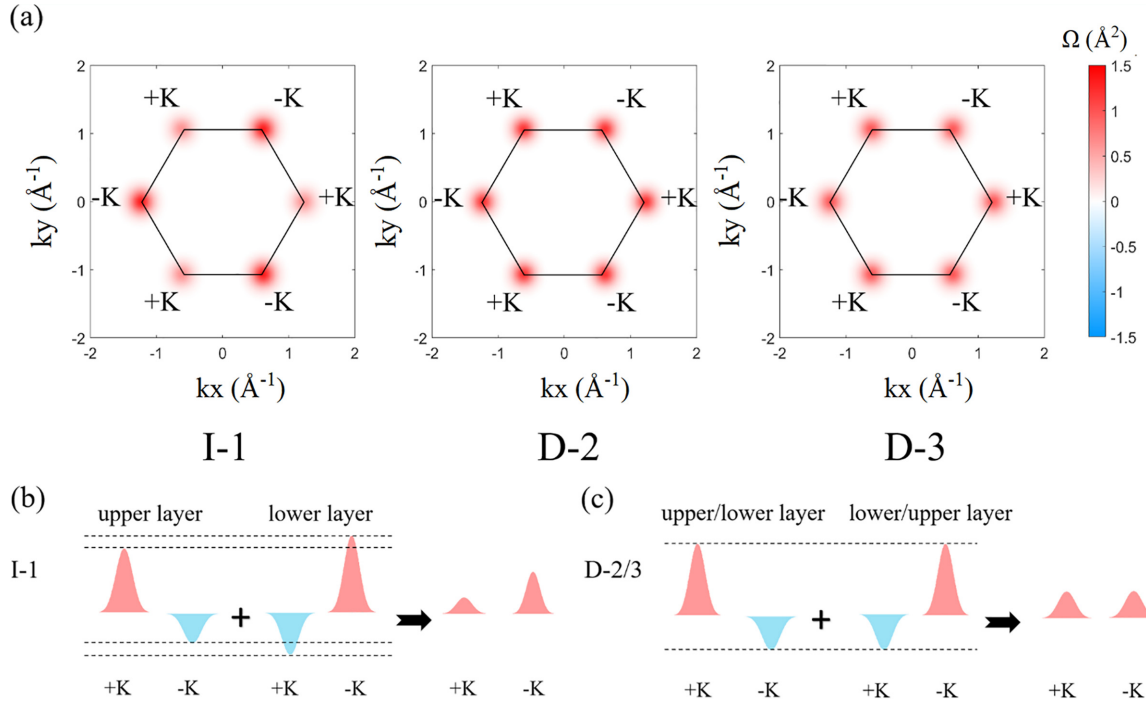 (a)
Ω (Å²)
2
1
0
-1
-2
ky (Å⁻¹)
+K
-K
-K
+K
+K
-K
-2
-1
0
1
2
kx (Å⁻¹)
I-1
2
1
0
-1
-2
ky (Å⁻¹)
+K
-K
-K
+K
+K
-K
-2
-1
0
1
2
kx (Å⁻¹)
D-2
2
1
0
-1
-2
ky (Å⁻¹)
+K
-K
-K
+K
+K
-K
-2
-1
0
1
2
kx (Å⁻¹)
D-3
1.5
1
0.5
0
-0.5
-1
-1.5
(b)
upper layer
lower layer
I-1
+
+K
-K
+K
-K
+K
-K
(c)
upper/lower layer
lower/upper layer
D-2/3
+
+K
-K
+K
-K
+K
-K